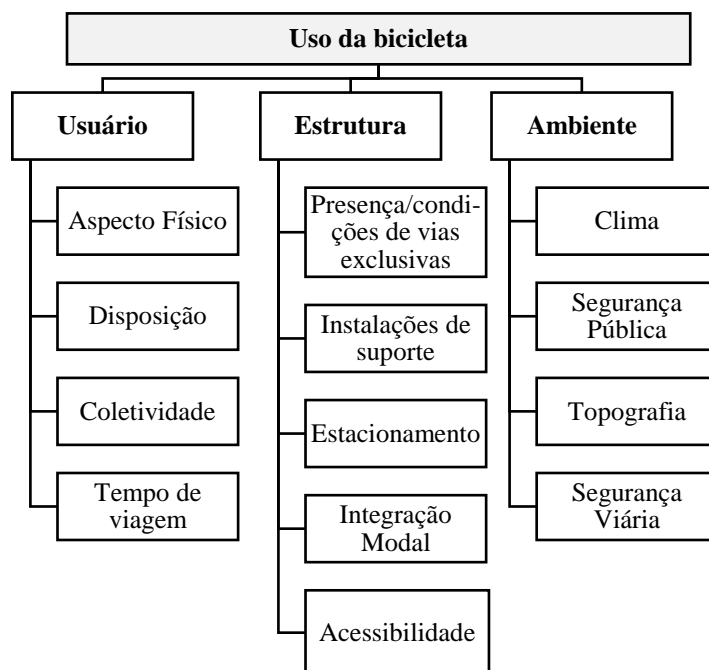 Uso da bicicleta
Usuário
Estrutura
Ambiente
Aspecto Físico
Disposição
Coletividade
Tempo de
viagem
Presença/condi-
ções de vias
exclusivas
Instalações de
suporte
Estacionamento
Integração
Modal
Acessibilidade
Clima
Segurança
Pública
Topografia
Segurança
Viária